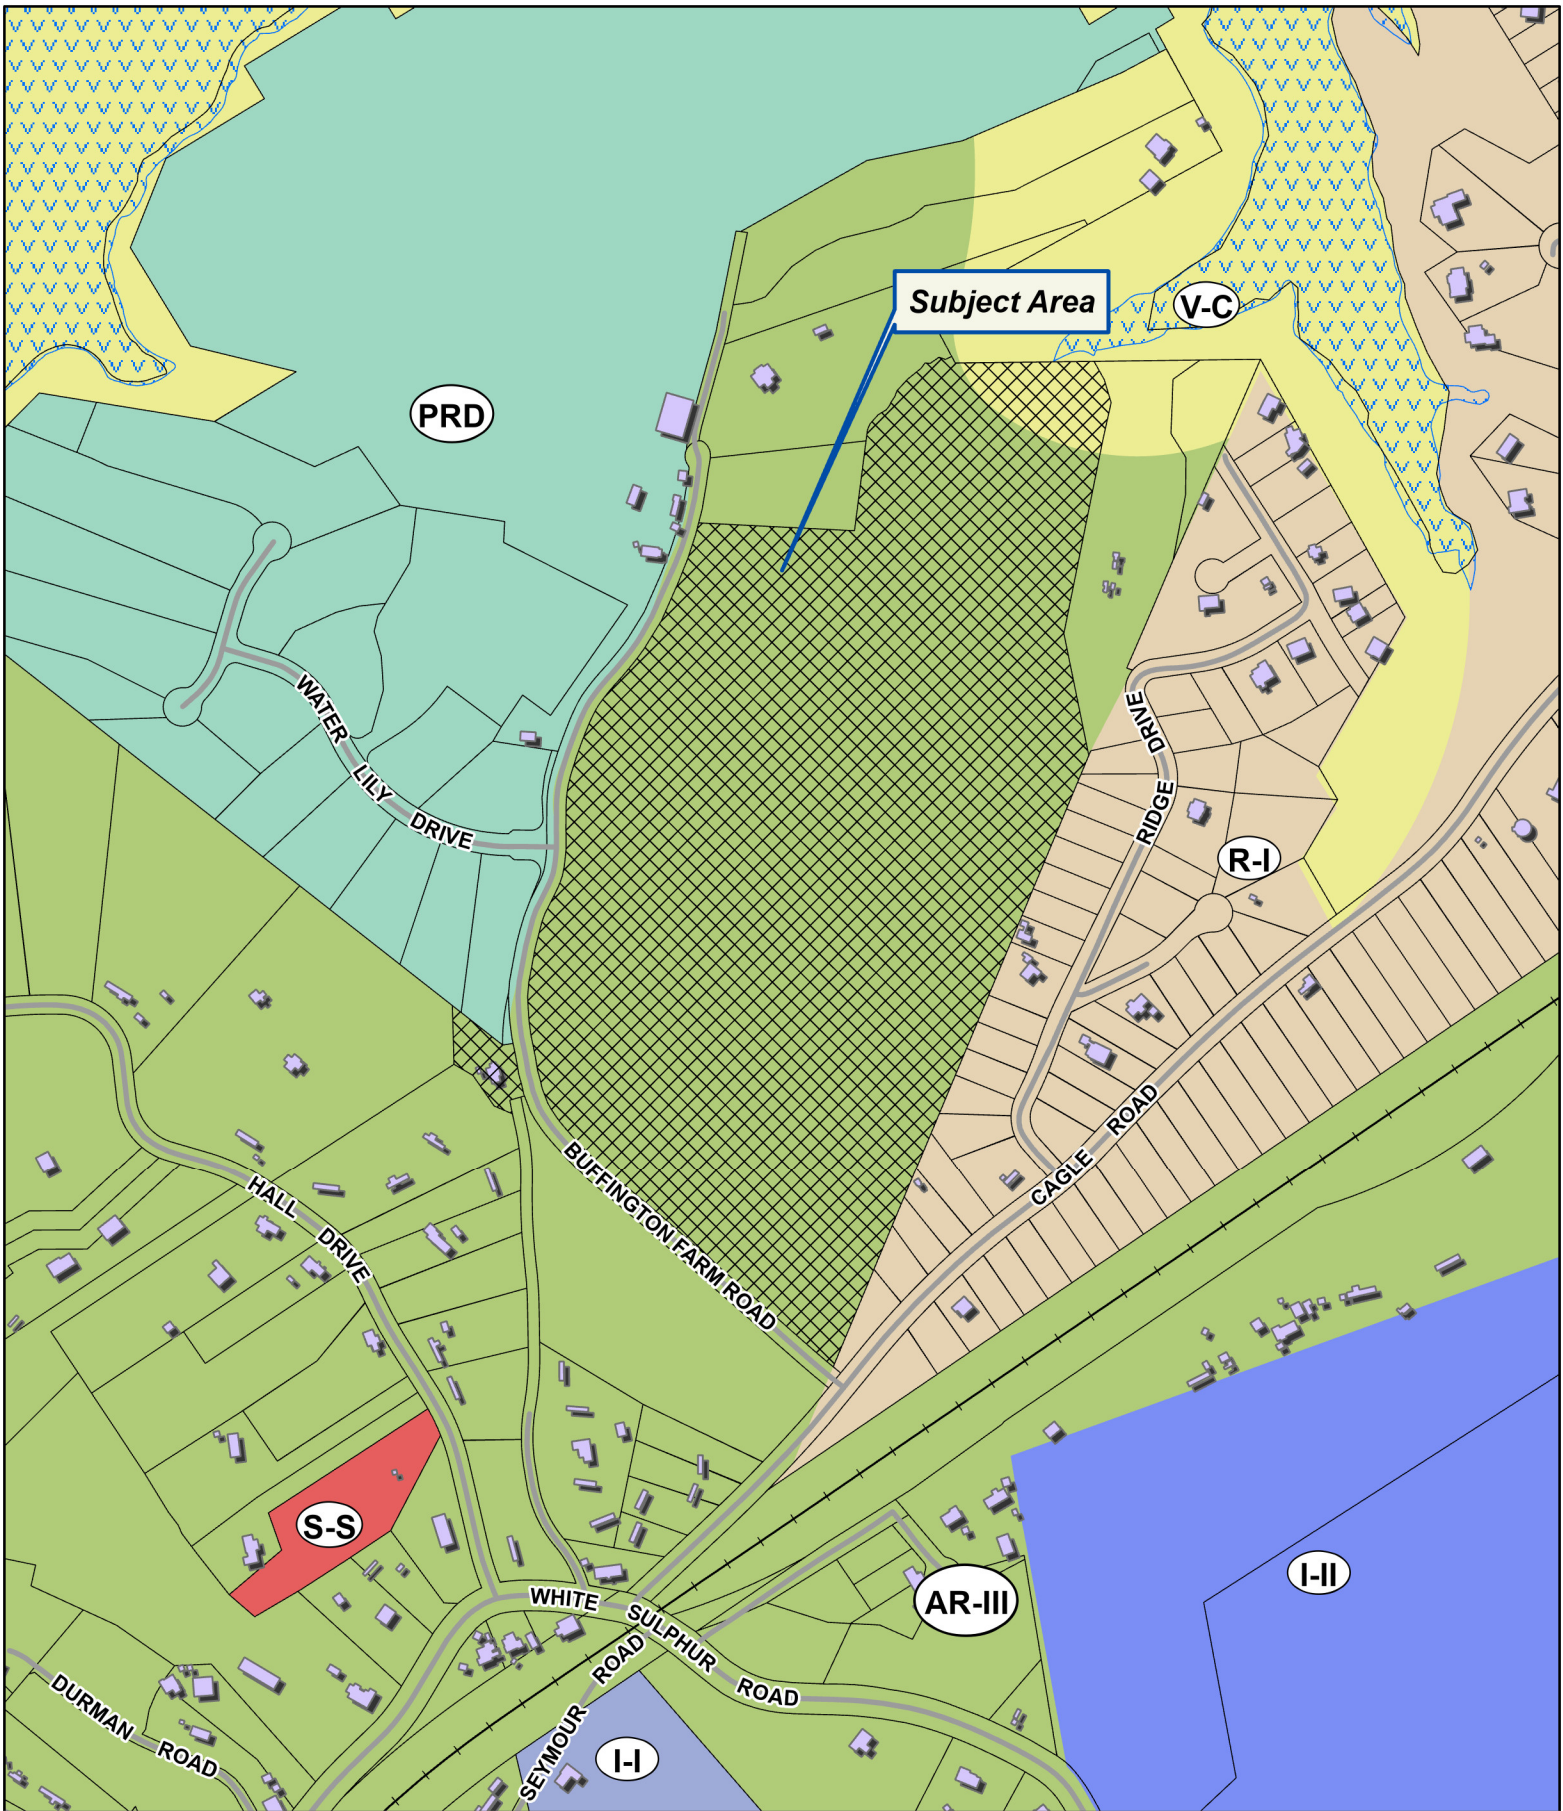 Subject Area
V-C
PRD
WATER
LILY
DRIVE
DRIVE
RIDGE
R-I
CAGLE
ROAD
BUFFINGTON FARM ROAD
HALL
DRIVE
S-S
I-II
WHITE
SULPHUR
ROAD
AR-III
SEYMOUR
ROAD
DURMAN
ROAD
I-I